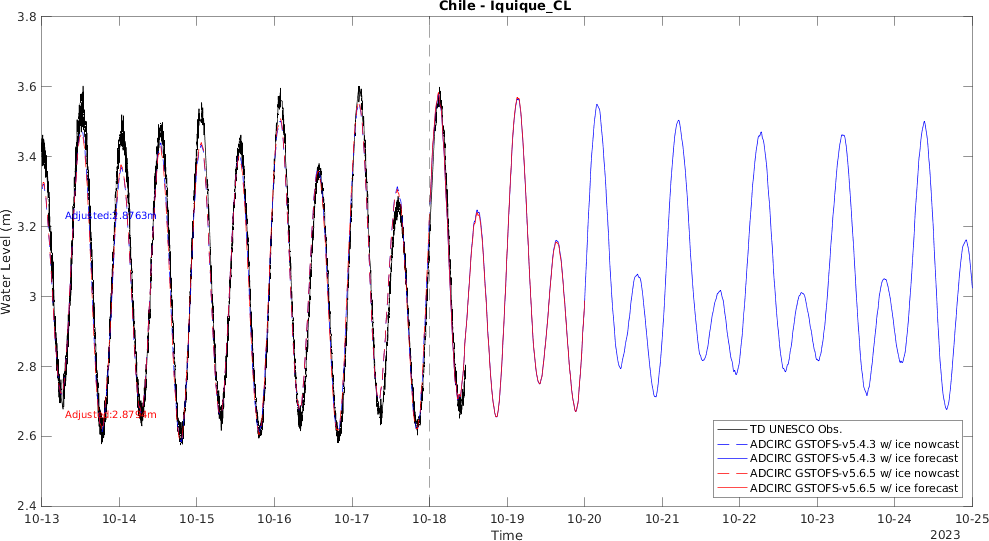 Chile - Iquique_CL
3.8
3.6
3.4
3.2
3
2.8
2.6
2.4
Water Level (m)
Adjusted:2.8763m
Adjusted:2.8794m
TD UNESCO Obs.
ADCIRC GSTOFS-v5.4.3 w/ ice nowcast
ADCIRC GSTOFS-v5.4.3 w/ ice forecast
ADCIRC GSTOFS-v5.6.5 w/ ice nowcast
ADCIRC GSTOFS-v5.6.5 w/ ice forecast
10-13 10-14 10-15 10-16 10-17 10-18 10-19 10-20 10-21 10-22 10-23 10-24 10-25
Time
2023